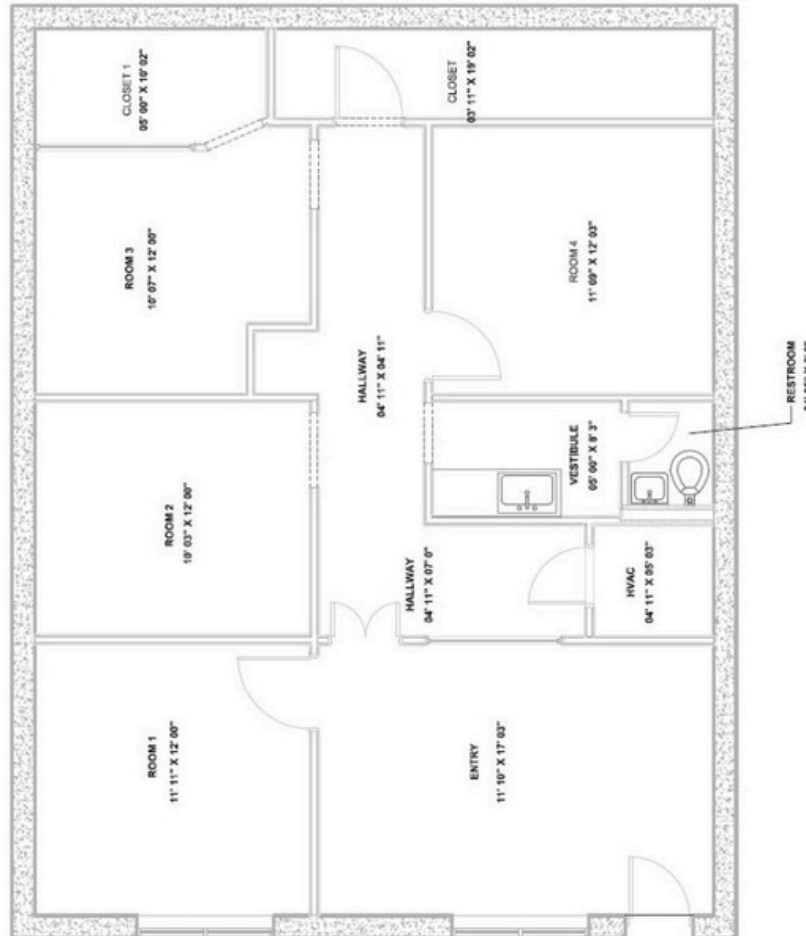 CLOSET 1
05' 00" X 10' 02"
CLOSET
03' 11" X 19' 02"
ROOM 3
10' 07" X 12' 00"
ROOM 4
11' 09" X 12' 03"
HALLWAY
04' 11" X 04' 11"
RESTROOM
ROOM 2
10' 03" X 12' 00"
VESTIBULE
05' 00" X 8' 3"
HALLWAY
04' 11" X 07' 0"
HVAC
04' 11" X 05' 03"
ROOM 1
11' 11" X 12' 00"
ENTRY
11' 10" X 17' 03"